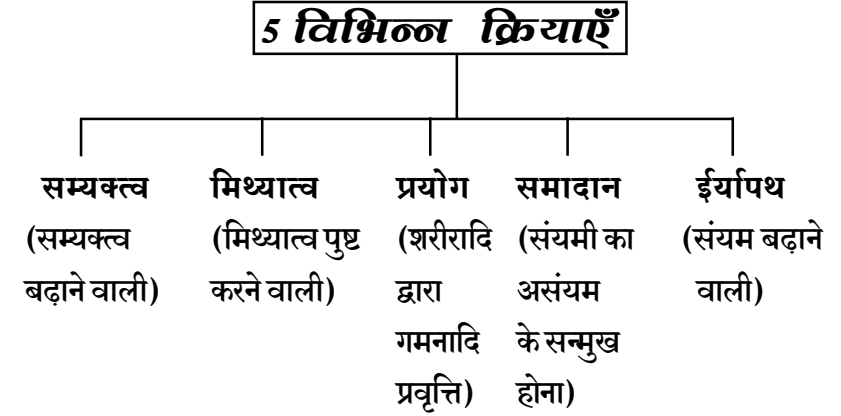 5 विभिन्न क्रियाएँ
सम्यक्त्व मिथ्यात्व प्रयोग समादान ईर्यापथ
(सम्यक्त्व (मिथ्यात्व पुष्ट (शरीरादि (संयमी का (संयम बढ़ाने
बढ़ाने वाली) करने वाली) द्वारा असंयम वाली)
गमनादि के सन्मुख
प्रवृत्ति) होना)